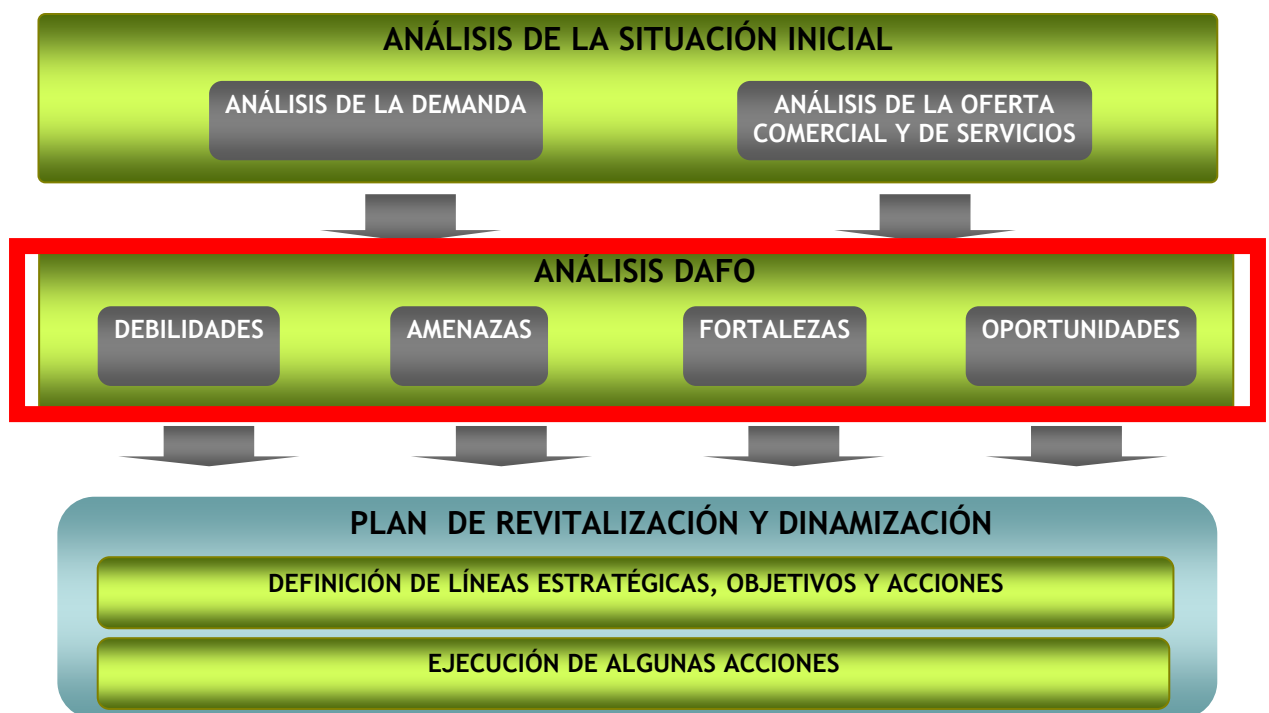 ANÁLISIS DE LA SITUACIÓN INICIAL
ANÁLISIS DE LA DEMANDA
ANÁLISIS DE LA OFERTA
COMERCIAL Y DE SERVICIOS
ANÁLISIS DAFO
DEBILIDADES
AMENAZAS
FORTALEZAS
OPORTUNIDADES
PLAN DE REVITALIZACIÓN Y DINAMIZACIÓN
DEFINICIÓN DE LÍNEAS ESTRATÉGICAS, OBJETIVOS Y ACCIONES
EJECUCIÓN DE ALGUNAS ACCIONES